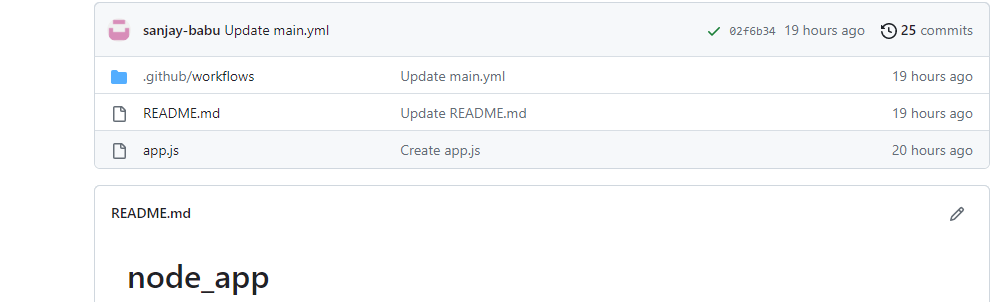 sanjay-babu Update main.yml 02f6b34 19 hours ago 25 commits
.github/workflows Update main.yml 19 hours ago
README.md Update README.md 19 hours ago
app.js Create app.js 20 hours ago
README.md
node_app